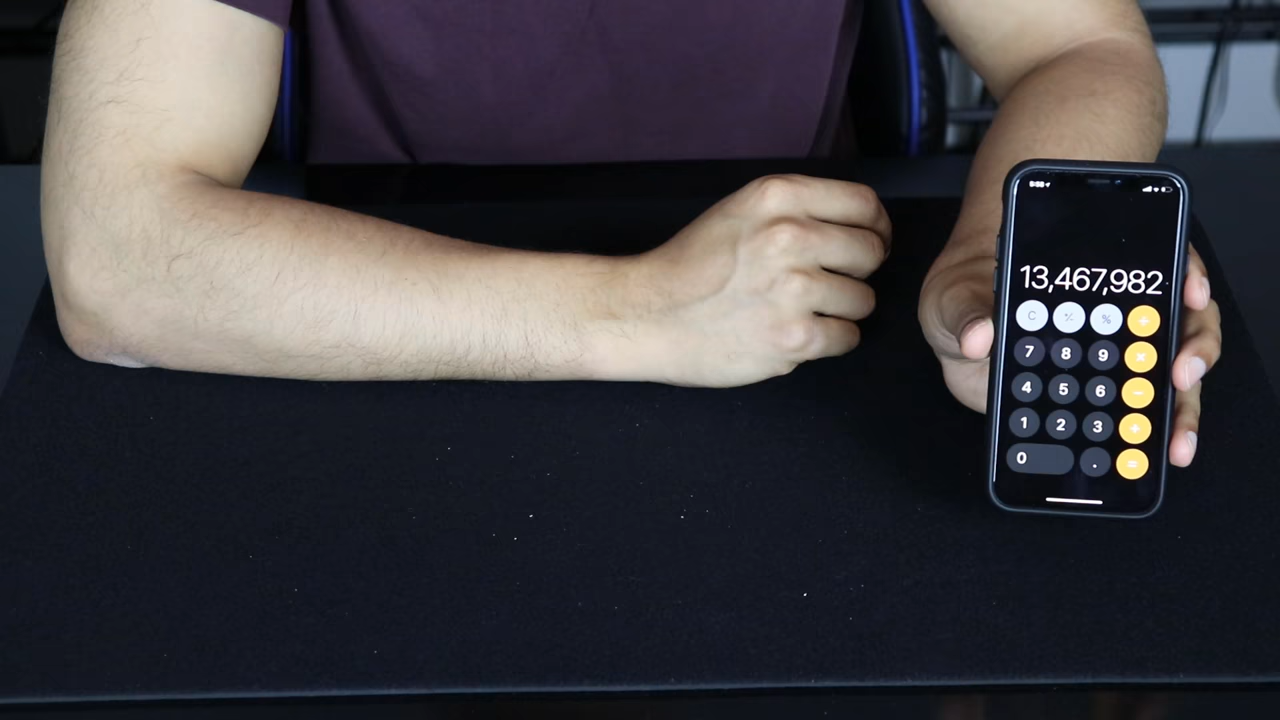 13,467,982
C ⁺∕₋ % ÷
7 8 9 ×
4 5 6 −
1 2 3 +
0 . =